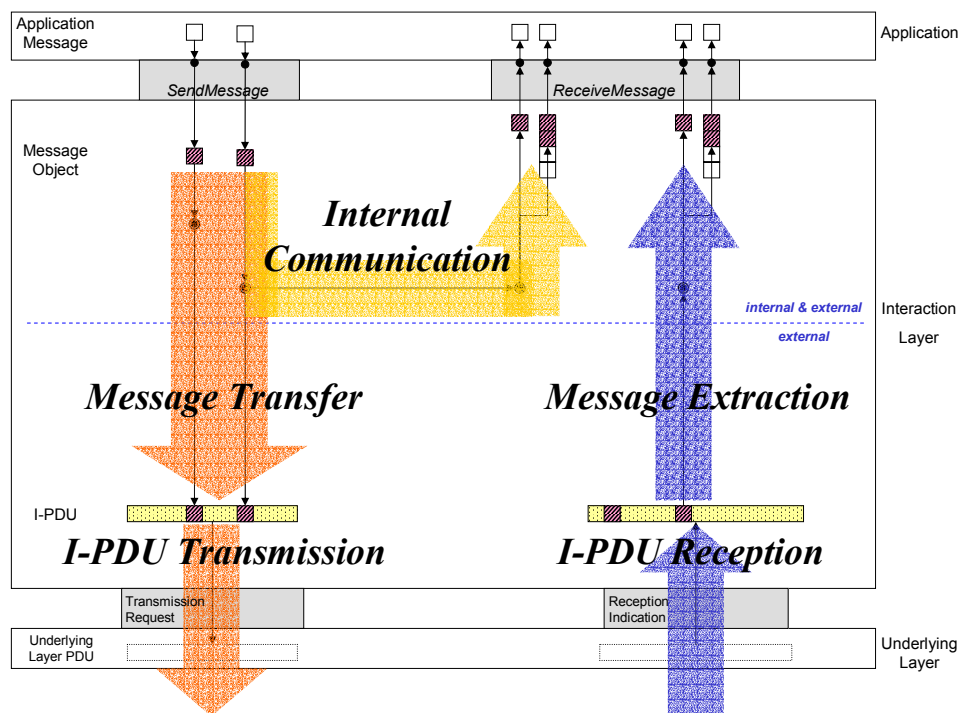 Application
Message
Application
SendMessage
ReceiveMessage
Message
Object
Internal
Communication
internal & external
external
Interaction
Layer
Message Transfer
Message Extraction
I-PDU
I-PDU Transmission
I-PDU Reception
Transmission
Request
Reception
Indication
Underlying
Layer PDU
Underlying
Layer